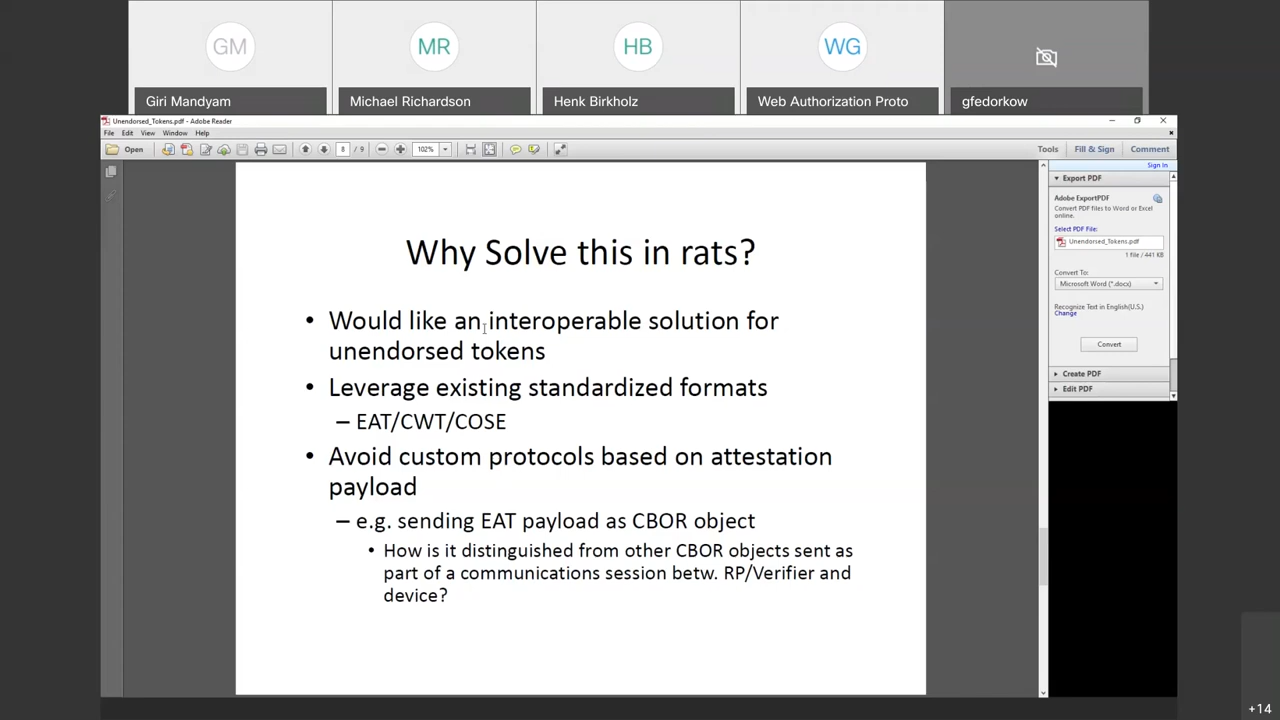 GM
MR
HB
WG
Giri Mandyam
Michael Richardson
Henk Birkholz
Web Authorization Proto
gfedorkow
Unendorsed_Tokens.pdf - Adobe Reader
File Edit View Window Help
Open
8 / 9
102%
Tools
Fill & Sign
Comment
Sign In
Why Solve this in rats?
• Would like an interoperable solution for
unendorsed tokens
• Leverage existing standardized formats
– EAT/CWT/COSE
• Avoid custom protocols based on attestation
payload
– e.g. sending EAT payload as CBOR object
• How is it distinguished from other CBOR objects sent as
part of a communications session betw. RP/Verifier and
device?
Export PDF
Adobe ExportPDF
Convert PDF files to Word or Excel
online.
Select PDF File:
Unendorsed_Tokens.pdf
1 file / 441 KB
Convert To:
Microsoft Word (*.docx)
Recognize Text in English(U.S.)
Change
Convert
Create PDF
Edit PDF
+14